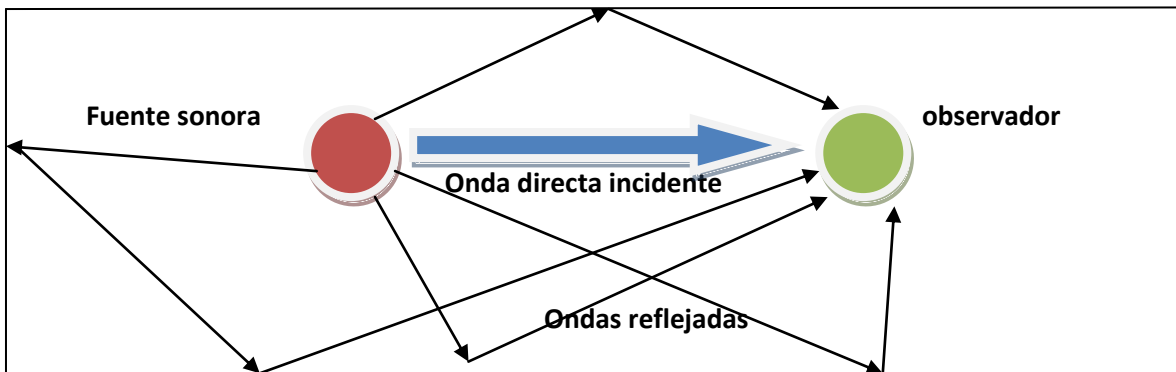 Fuente sonora
observador
Onda directa incidente
Ondas reflejadas